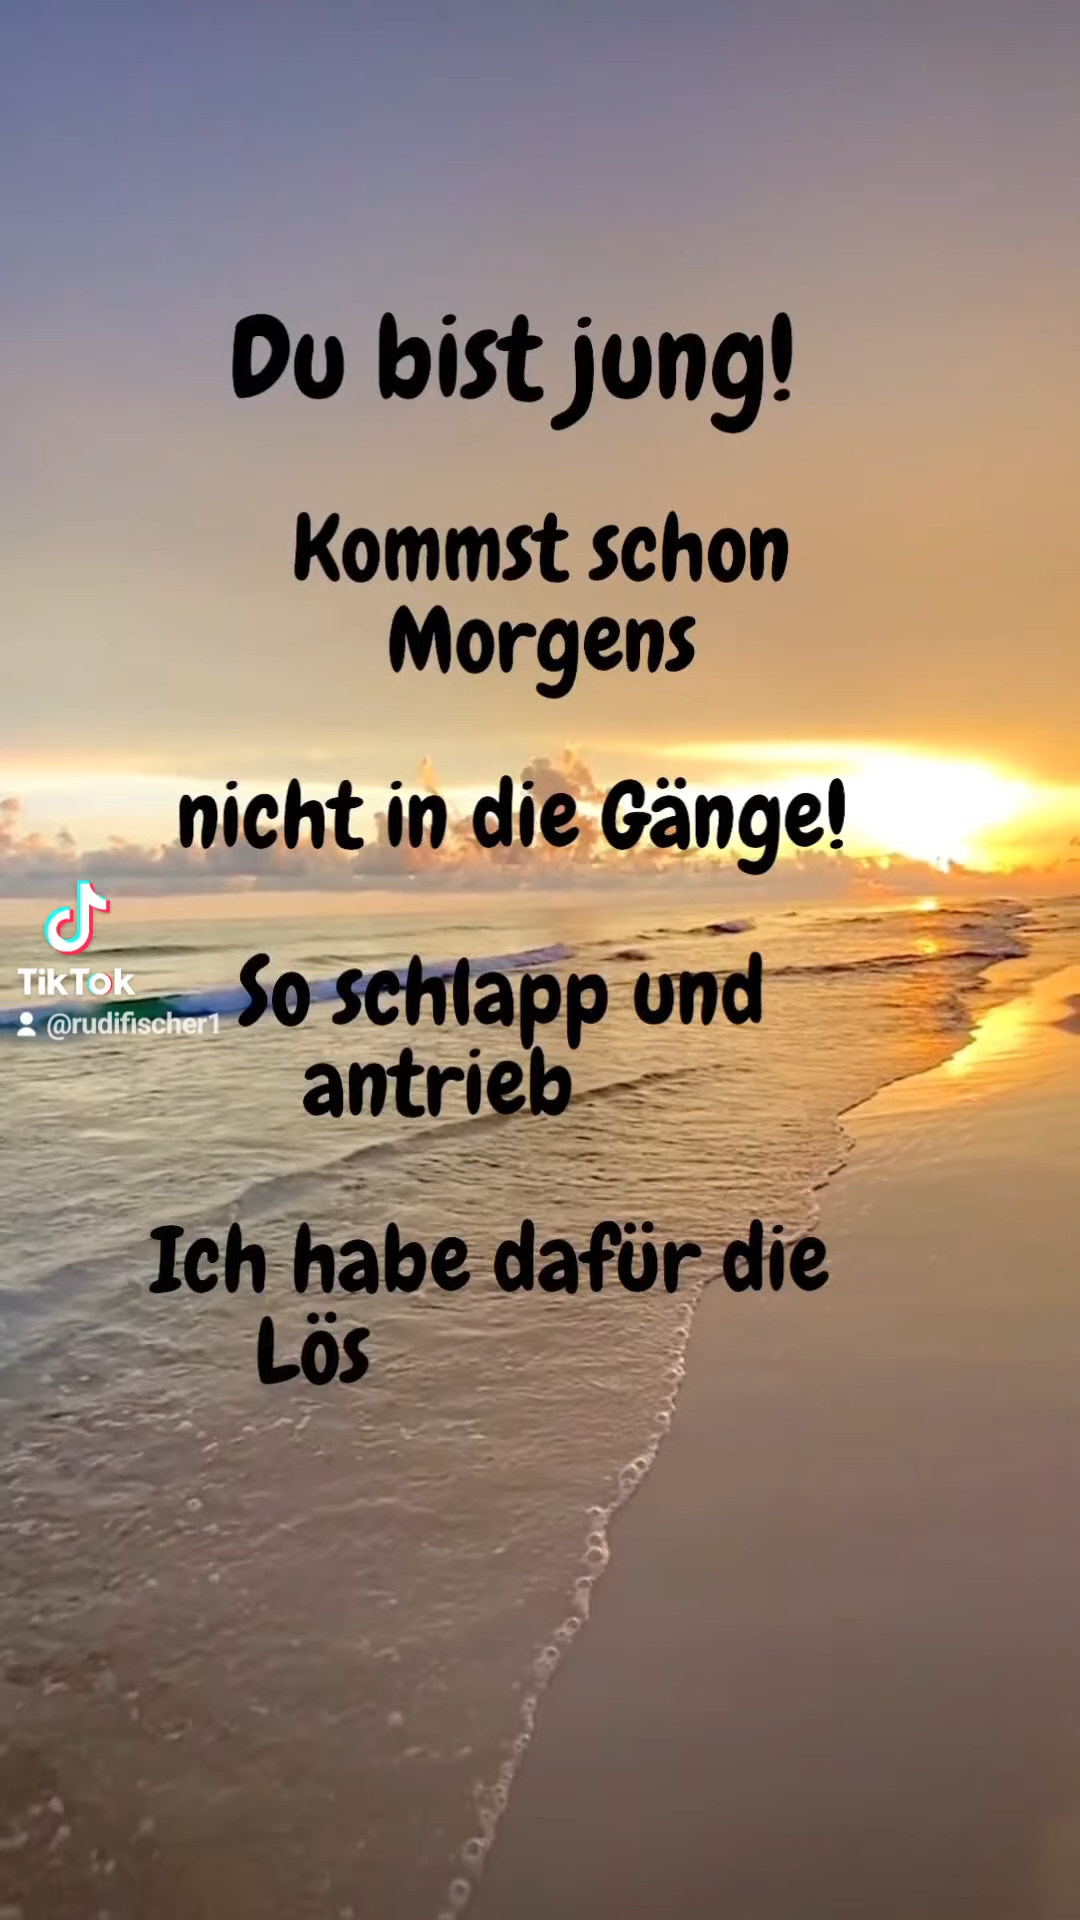 Du bist jung!
Kommst schon
Morgens
nicht in die Gänge!
TikTok
@rudifischer1
So schlapp und
antrieb
Ich habe dafür die
Lös